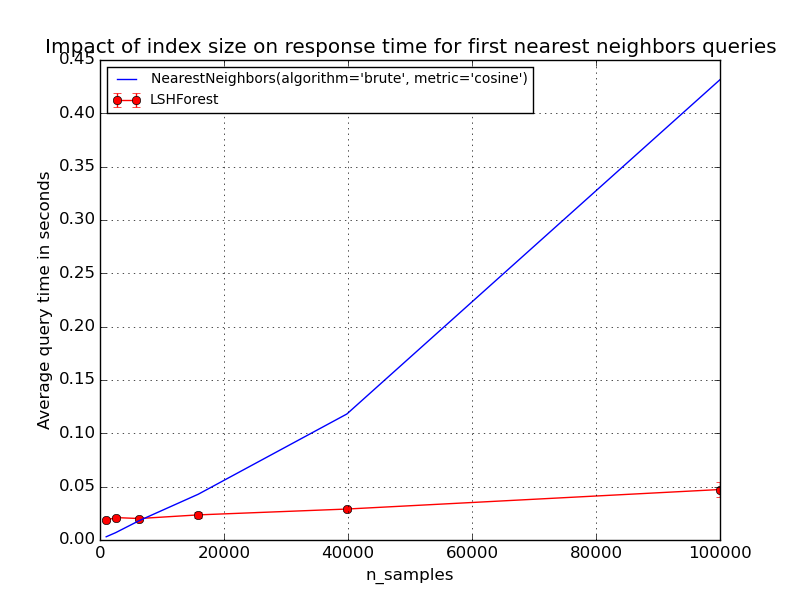 Impact of index size on response time for first nearest neighbors queries
NearestNeighbors(algorithm='brute', metric='cosine')
LSHForest
0.45
0.40
0.35
0.30
0.25
0.20
0.15
0.10
0.05
0.00
Average query time in seconds
0 20000 40000 60000 80000 100000
n_samples